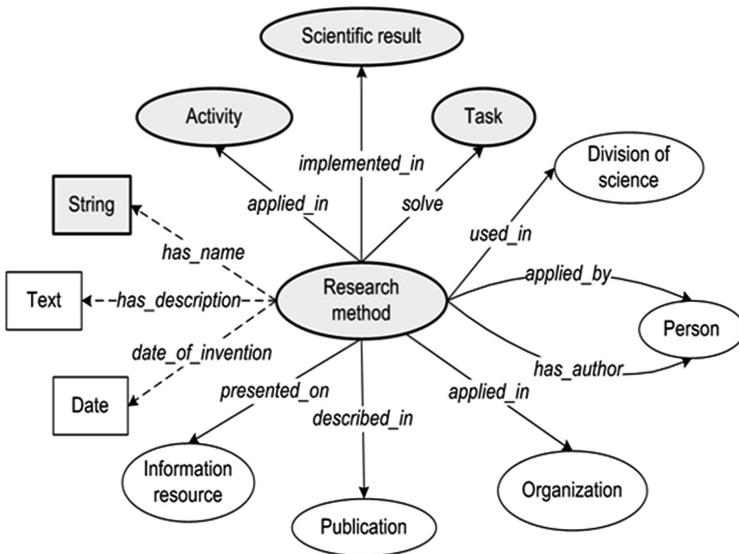 Scientific result
Activity
Task
Division of
science
implemented_in
String
applied_in
solve
used_in
has_name
applied_by
Text
has_description
Research
method
Person
date_of_invention
has_author
Date
presented_on
applied_in
described_in
Information
resource
Organization
Publication